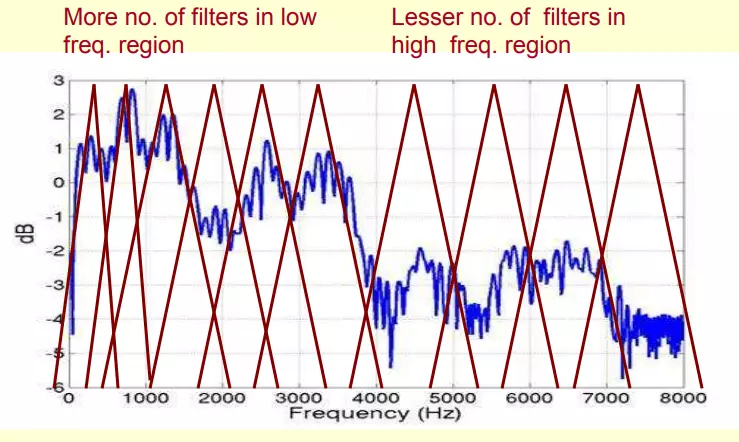 More no. of filters in low
freq. region
Lesser no. of  filters in
high  freq. region
3
2
1
0
-1
-2
-3
-4
-5
-6
dB
0 1000 2000 3000 4000 5000 6000 7000 8000
Frequency (Hz)